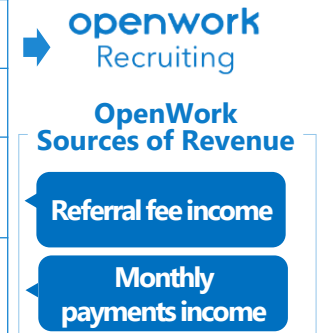 openwork
Recruiting
OpenWork
Sources of Revenue
Referral fee income
Monthly
payments income